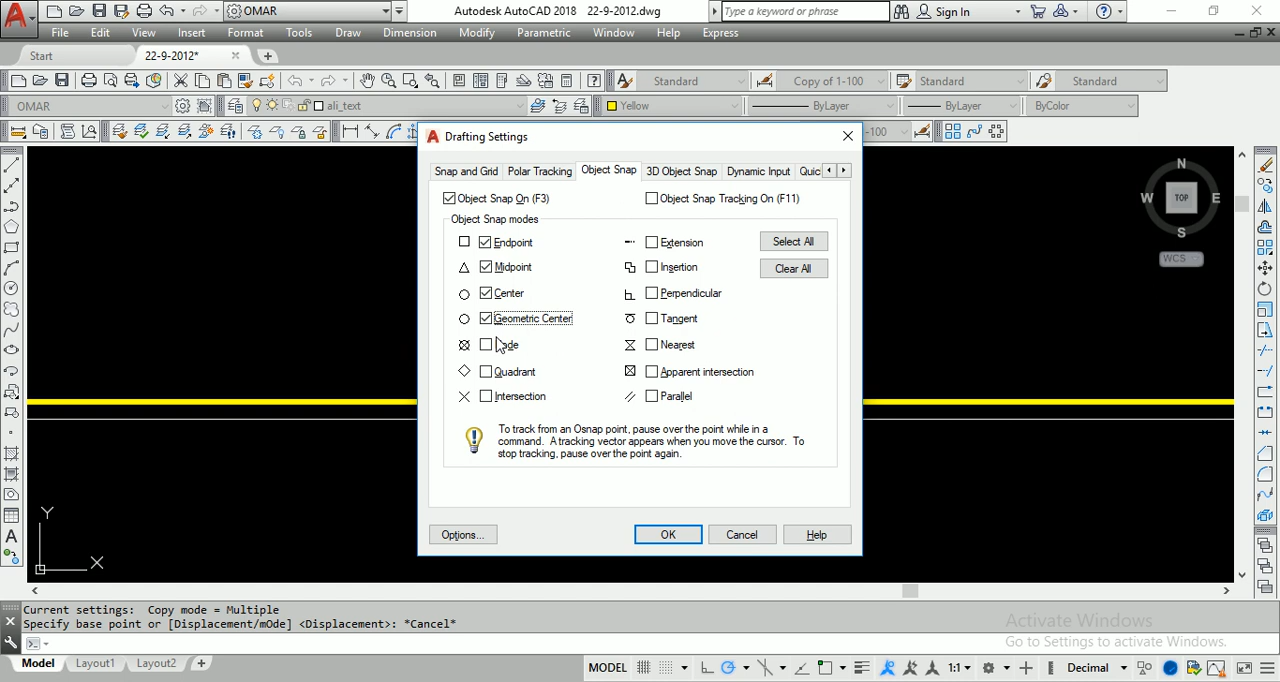 OMAR
Autodesk AutoCAD 2018 22-9-2012.dwg
Type a keyword or phrase
Sign In
File Edit View Insert Format Tools Draw Dimension Modify Parametric Window Help Express
Start
22-9-2012*
Standard
Copy of 1-100
Standard
Standard
OMAR
ali_text
Yellow
ByLayer
ByLayer
ByColor
-100
Drafting Settings
Snap and Grid
Polar Tracking
Object Snap
3D Object Snap
Dynamic Input
Quic
Object Snap On (F3)
Object Snap Tracking On (F11)
Object Snap modes
Endpoint
Extension
Select All
Midpoint
Insertion
Clear All
Center
Perpendicular
Geometric Center
Tangent
Nearest
Quadrant
Apparent intersection
Intersection
Parallel
To track from an Osnap point, pause over the point while in a
command. A tracking vector appears when you move the cursor. To
stop tracking, pause over the point again.
Options...
OK
Cancel
Help
N
W
TOP
E
S
WCS
Y
X
Current settings: Copy mode = Multiple
Specify base point or [Displacement/mOde] <Displacement>: *Cancel*
Activate Windows
Go to Settings to activate Windows.
Model
Layout1
Layout2
MODEL
1:1
Decimal